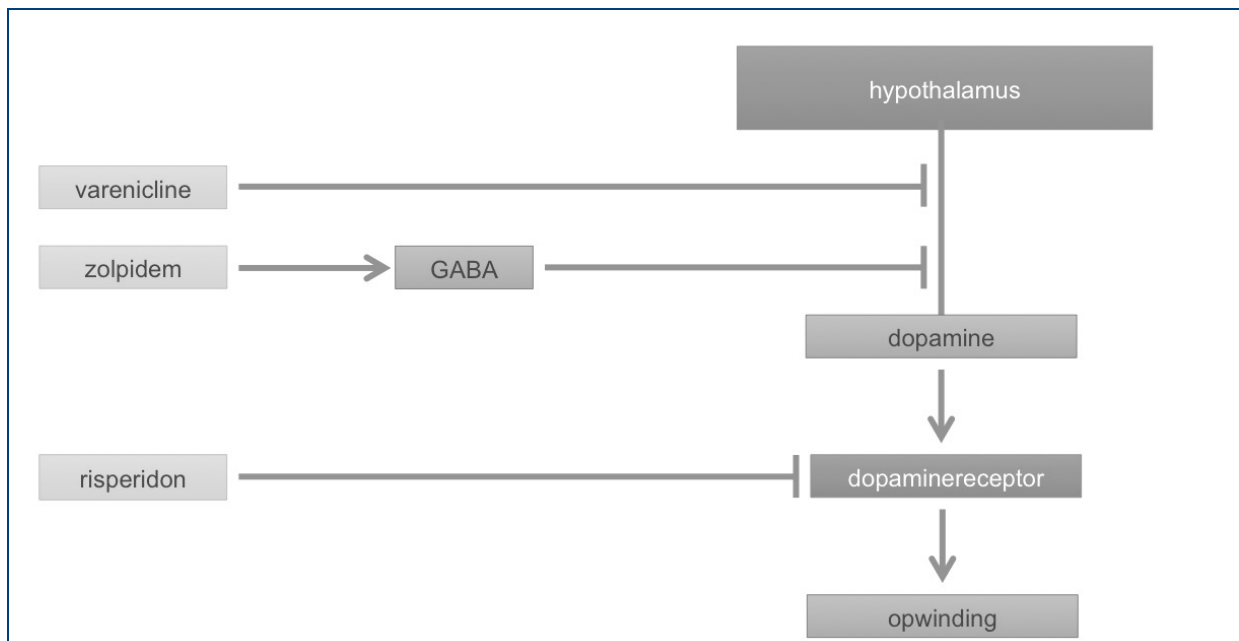 hypothalamus
varenicline
zolpidem
GABA
dopamine
risperidon
dopaminereceptor
opwinding